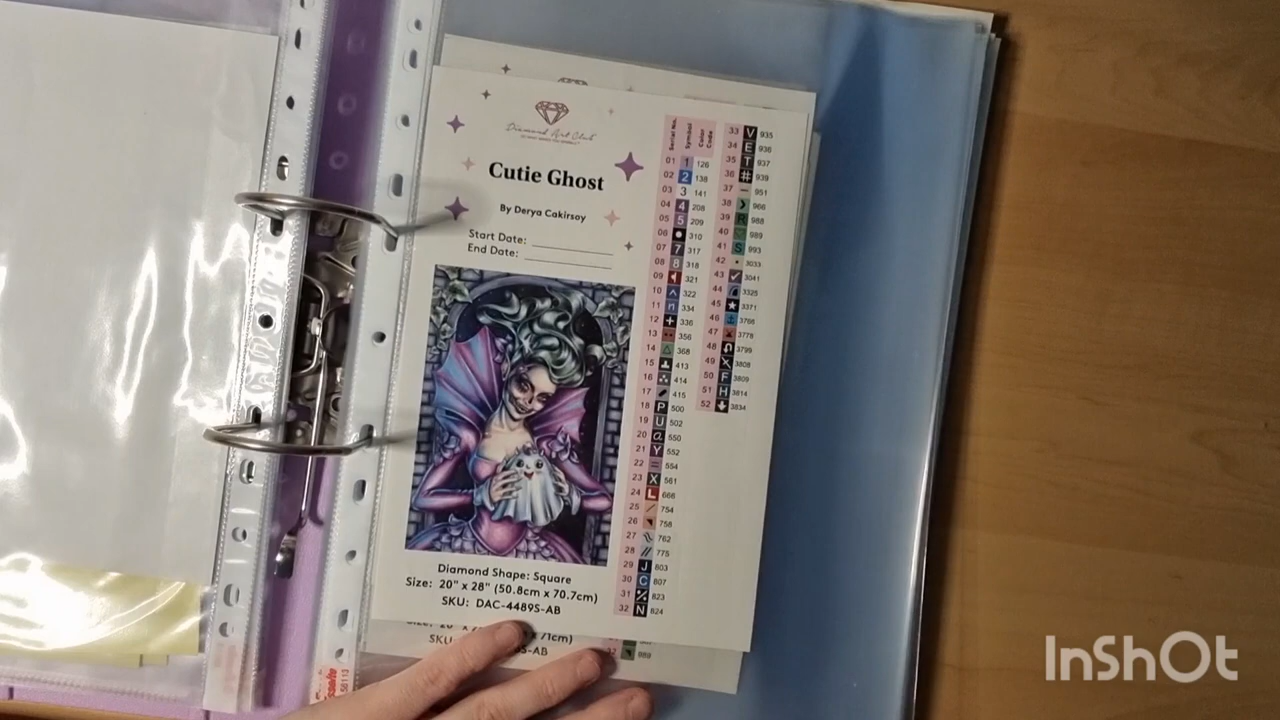 Diamond Art Club
Cutie Ghost
By Derya Cakirsoy
Start Date:
End Date:
Diamond Shape: Square
Size: 20" x 28" (50.8cm x 70.7cm)
SKU: DAC-4489S-AB
Serial No. Symbol Color Code
01 1 126
02 2 138
03 3 141
04 4 208
05 5 209
06 310
07 7 317
08 8 318
09 321
10 322
11 334
12 336
13 356
14 368
15 413
16 414
17 415
18 P 500
19 U 502
20 a 550
21 Y 552
22 = 554
23 X 561
24 L 666
25 754
26 758
27 762
28 // 775
29 J 803
30 C 807
31 823
32 N 824
33 V 935
34 E 936
35 T 937
36 # 939
37 951
38 966
39 R 988
40 989
41 S 993
42 3033
43 3041
44 3325
45 3371
46 3766
47 3778
48 3799
49 3808
50 F 3809
51 H 3814
52 3834
x 71cm)
SKU
S-AB
32 989
InShOt